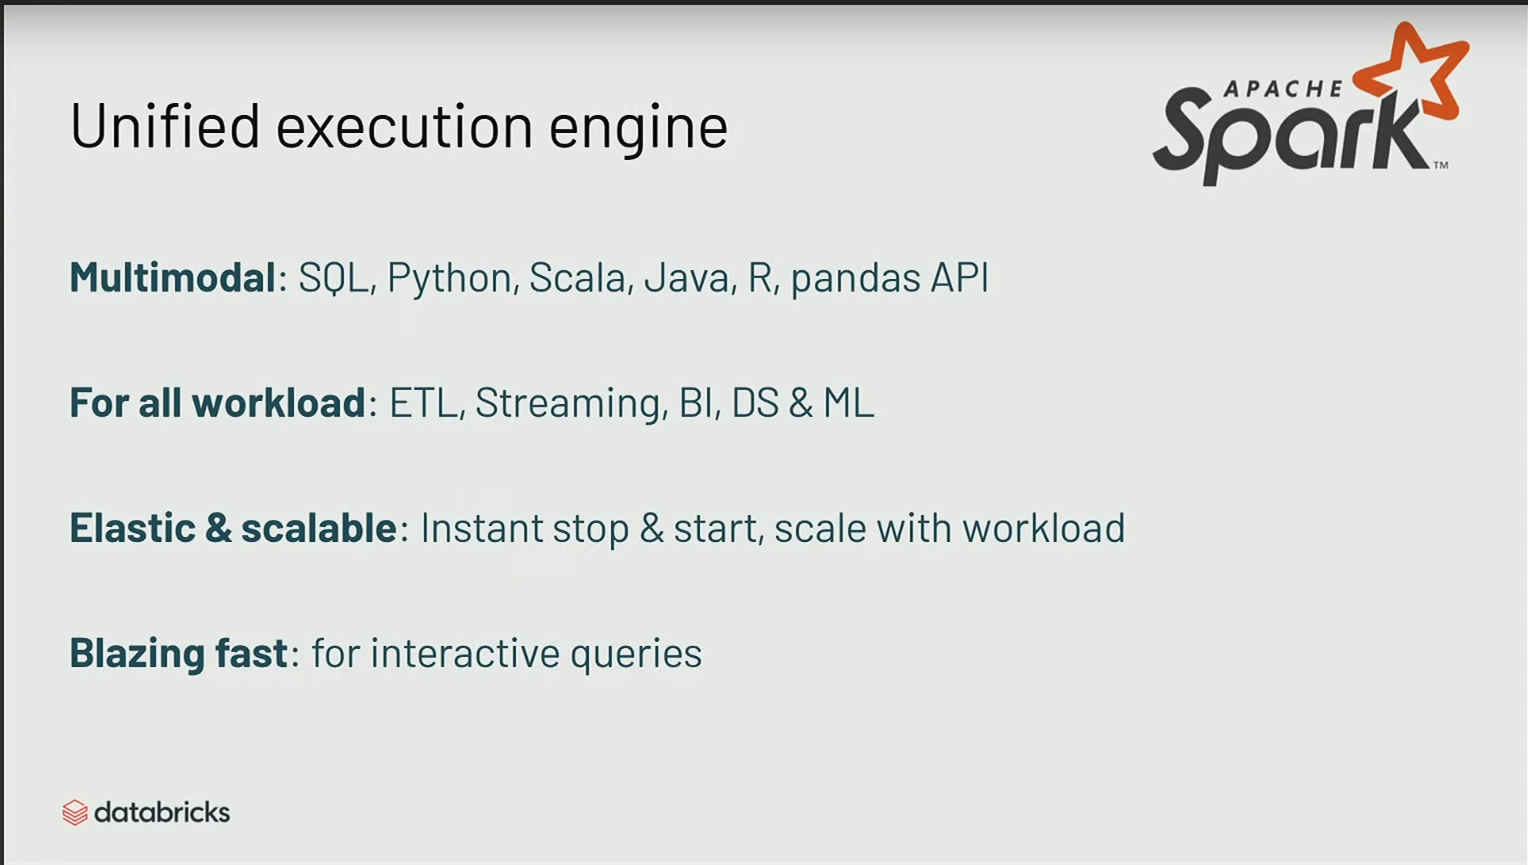 APACHE
Spark™
Unified execution engine
Multimodal: SQL, Python, Scala, Java, R, pandas API
For all workload: ETL, Streaming, BI, DS & ML
Elastic & scalable: Instant stop & start, scale with workload
Blazing fast: for interactive queries
databricks